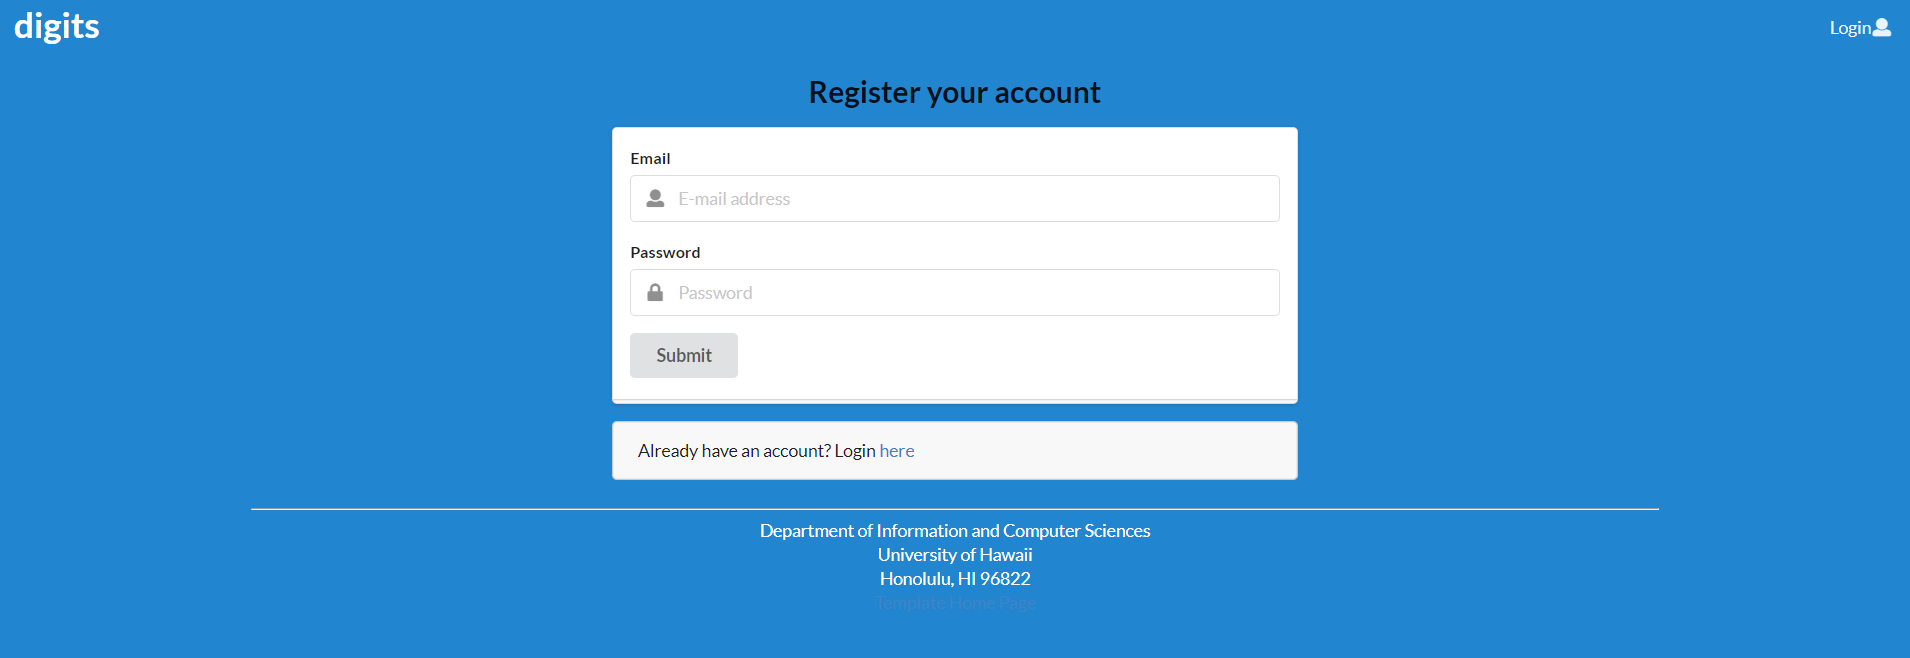 digits
Login
Register your account
Email
E-mail address
Password
Password
Submit
Already have an account? Login here
Department of Information and Computer Sciences
University of Hawaii
Honolulu, HI 96822
Template Home Page